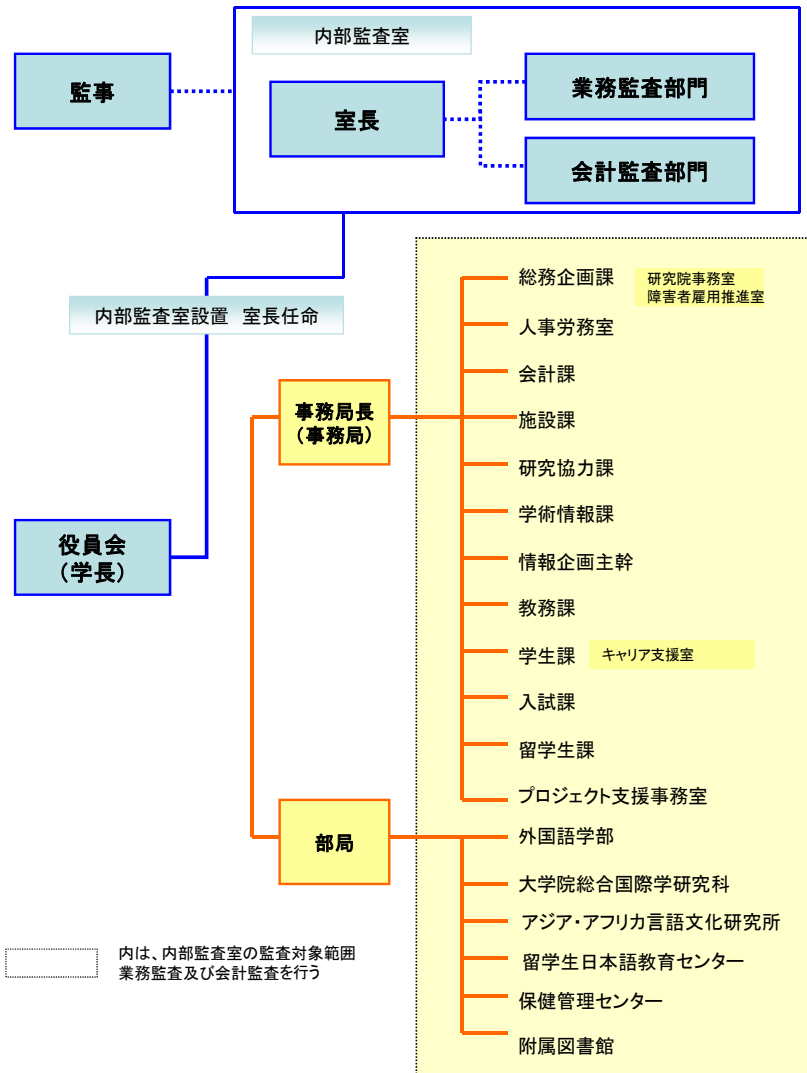 内部監査室
監事
室長
業務監査部門
会計監査部門
内部監査室設置 室長任命
役員会
（学長）
事務局長
（事務局）
総務企画課
研究院事務室
障害者雇用推進室
人事労務室
会計課
施設課
研究協力課
学術情報課
情報企画主幹
教務課
学生課
キャリア支援室
入試課
留学生課
プロジェクト支援事務室
部局
外国語学部
大学院総合国際学研究科
アジア・アフリカ言語文化研究所
留学生日本語教育センター
保健管理センター
附属図書館
内は、内部監査室の監査対象範囲
業務監査及び会計監査を行う